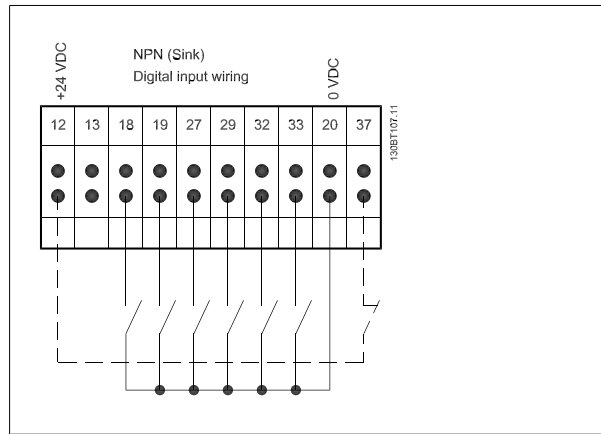 +24 VDC
NPN (Sink)
Digital input wiring
0 VDC
12 13 18 19 27 29 32 33 20 37
130BT107.11